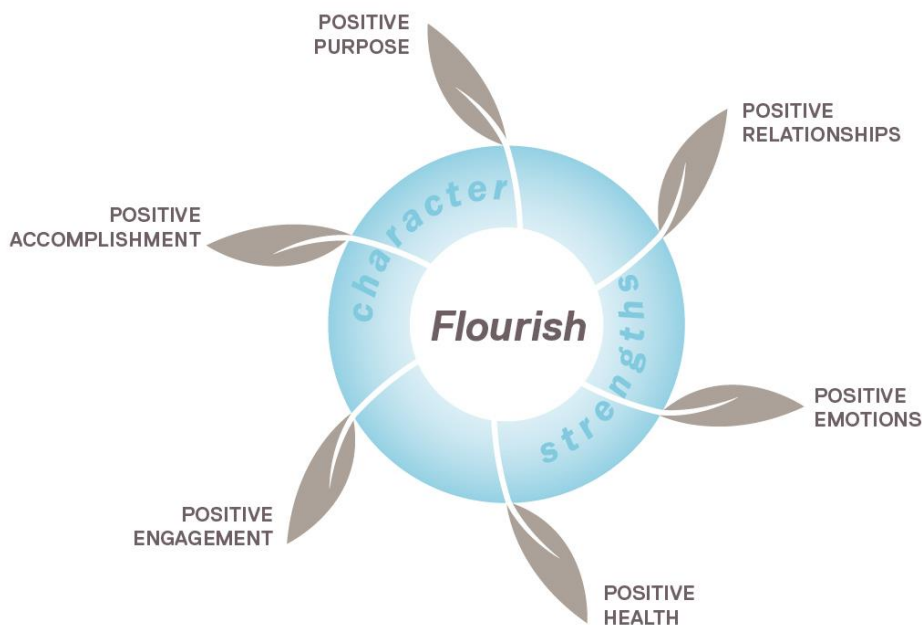 POSITIVE
PURPOSE
POSITIVE
RELATIONSHIPS
POSITIVE
ACCOMPLISHMENT
character
Flourish
strengths
POSITIVE
EMOTIONS
POSITIVE
ENGAGEMENT
POSITIVE
HEALTH